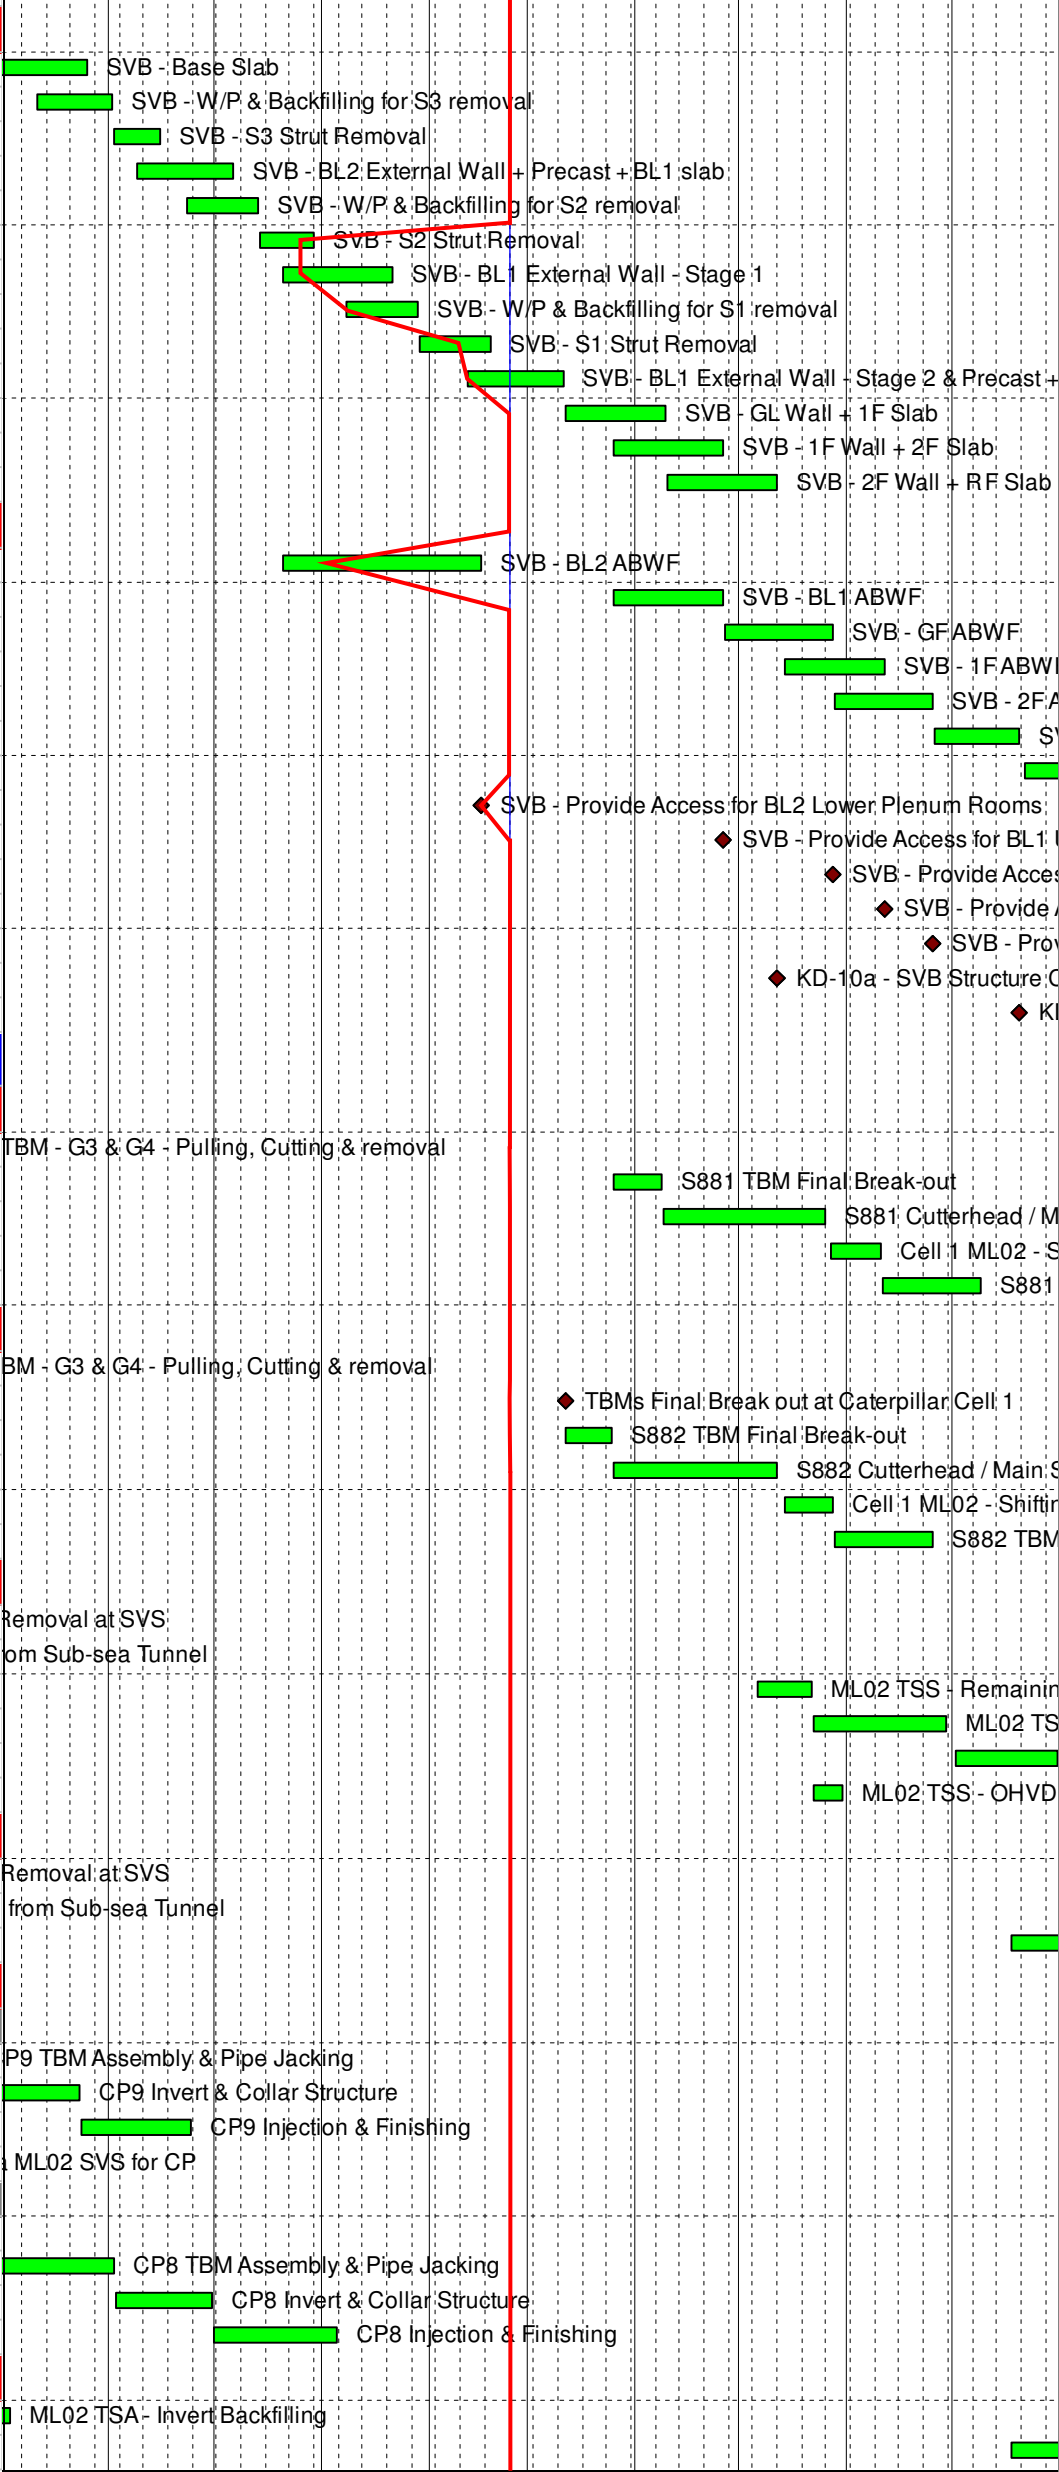 SVB - Base Slab
SVB - W/P & Backfilling for S3 removal
SVB - S3 Strut Removal
SVB - BL2 External Wall + Precast + BL1 slab
SVB - W/P & Backfilling for S2 removal
SVB - S2 Strut Removal
SVB - BL1 External Wall - Stage 1
SVB - W/P & Backfilling for S1 removal
SVB - S1 Strut Removal
SVB - BL1 External Wall - Stage 2 & Precast +
SVB - GL Wall + 1F Slab
SVB - 1F Wall + 2F Slab
SVB - 2F Wall + RF Slab
SVB - BL2 ABWF
SVB - BL1 ABWF
SVB - GF ABWF
SVB - 1F ABWF
SVB - 2F A
SV
SVB - Provide Access for BL2 Lower Plenum Rooms
SVB - Provide Access for BL1
SVB - Provide Acces
SVB - Provide
SVB - Prov
KD-10a - SVB Structure
TBM - G3 & G4 - Pulling, Cutting & removal
S881 TBM Final Break-out
S881 Cutterhead / M
Cell 1 ML02 - S
S881
BM - G3 & G4 - Pulling, Cutting & removal
TBMs Final Break out at Caterpillar Cell 1
S882 TBM Final Break-out
S882 Cutterhead / Main S
Cell 1 ML02 - Shiftin
S882 TBM
Removal at SVS
om Sub-sea Tunnel
ML02 TSS - Remainin
ML02 TS
ML02 TSS - OHVD
Removal at SVS
from Sub-sea Tunnel
P9 TBM Assembly & Pipe Jacking
CP9 Invert & Collar Structure
CP9 Injection & Finishing
ML02 SVS for CP
CP8 TBM Assembly & Pipe Jacking
CP8 Invert & Collar Structure
CP8 Injection & Finishing
ML02 TSA - Invert Backfilling